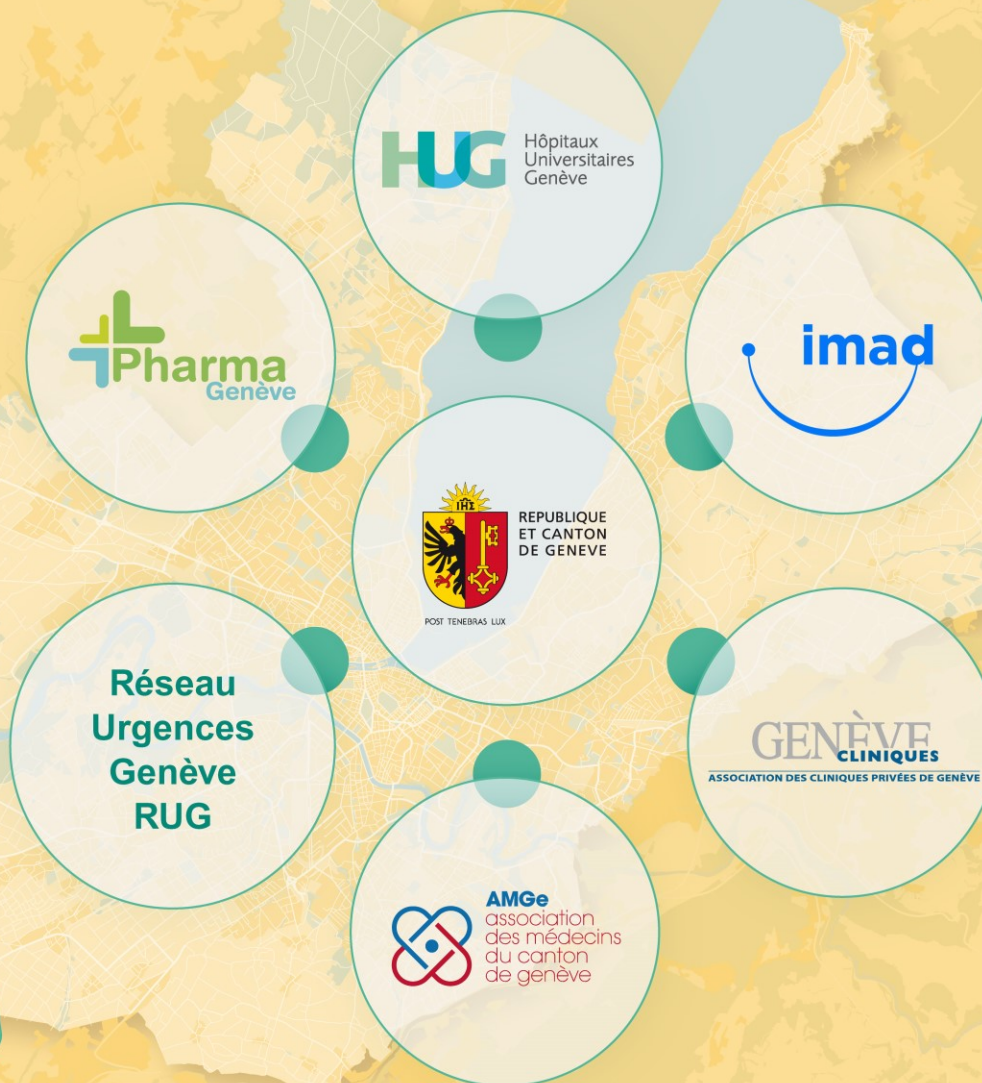 HUG
Hôpitaux
Universitaires
Genève
Pharma
Genève
imad
ΙΗΣ
REPUBLIQUE
ET CANTON
DE GENEVE
POST TENEBRAS LUX
Réseau
Urgences
Genève
RUG
GENÈVE
CLINIQUES
ASSOCIATION DES CLINIQUES PRIVÉES DE GENÈVE
AMGe
association
des médecins
du canton
de genève